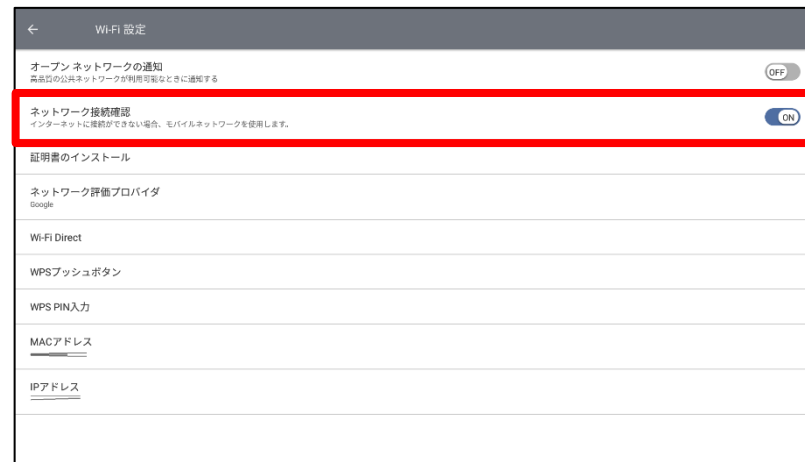 ← Wi-Fi 設定
オープン ネットワークの通知
高品質の公共ネットワークが利用可能なときに通知する
OFF
ネットワーク接続確認
インターネットに接続ができない場合、モバイルネットワークを使用します。
ON
証明書のインストール
ネットワーク評価プロバイダ
Google
Wi-Fi Direct
WPSプッシュボタン
WPS PIN入力
MACアドレス
IPアドレス